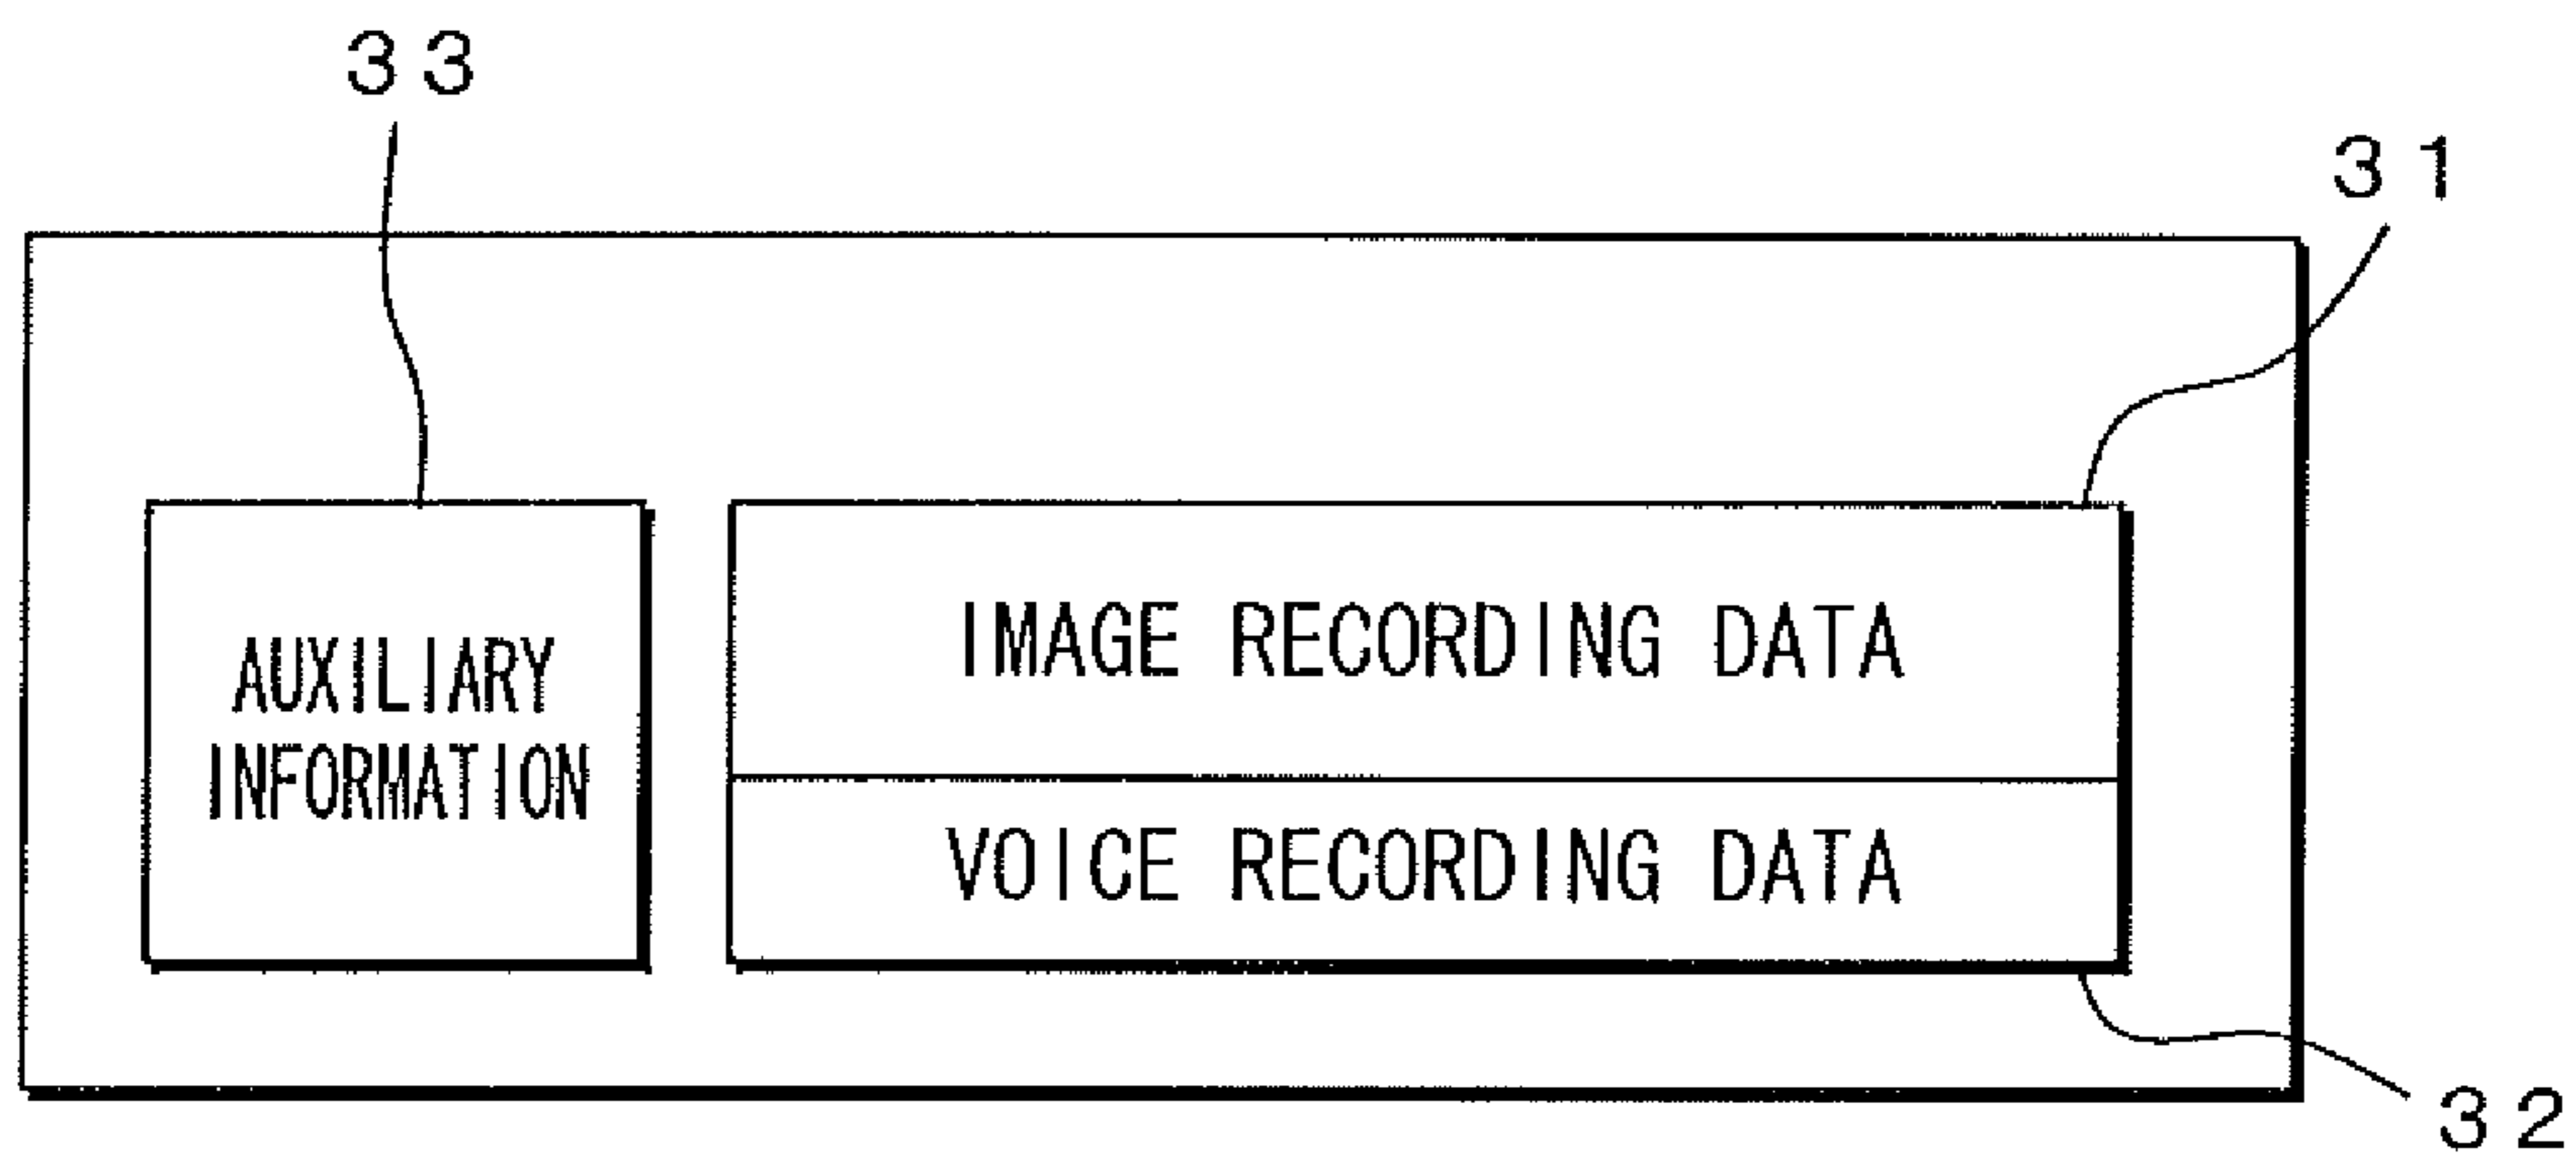 33
31
AUXILIARY
INFORMATION
IMAGE RECORDING DATA
VOICE RECORDING DATA
32